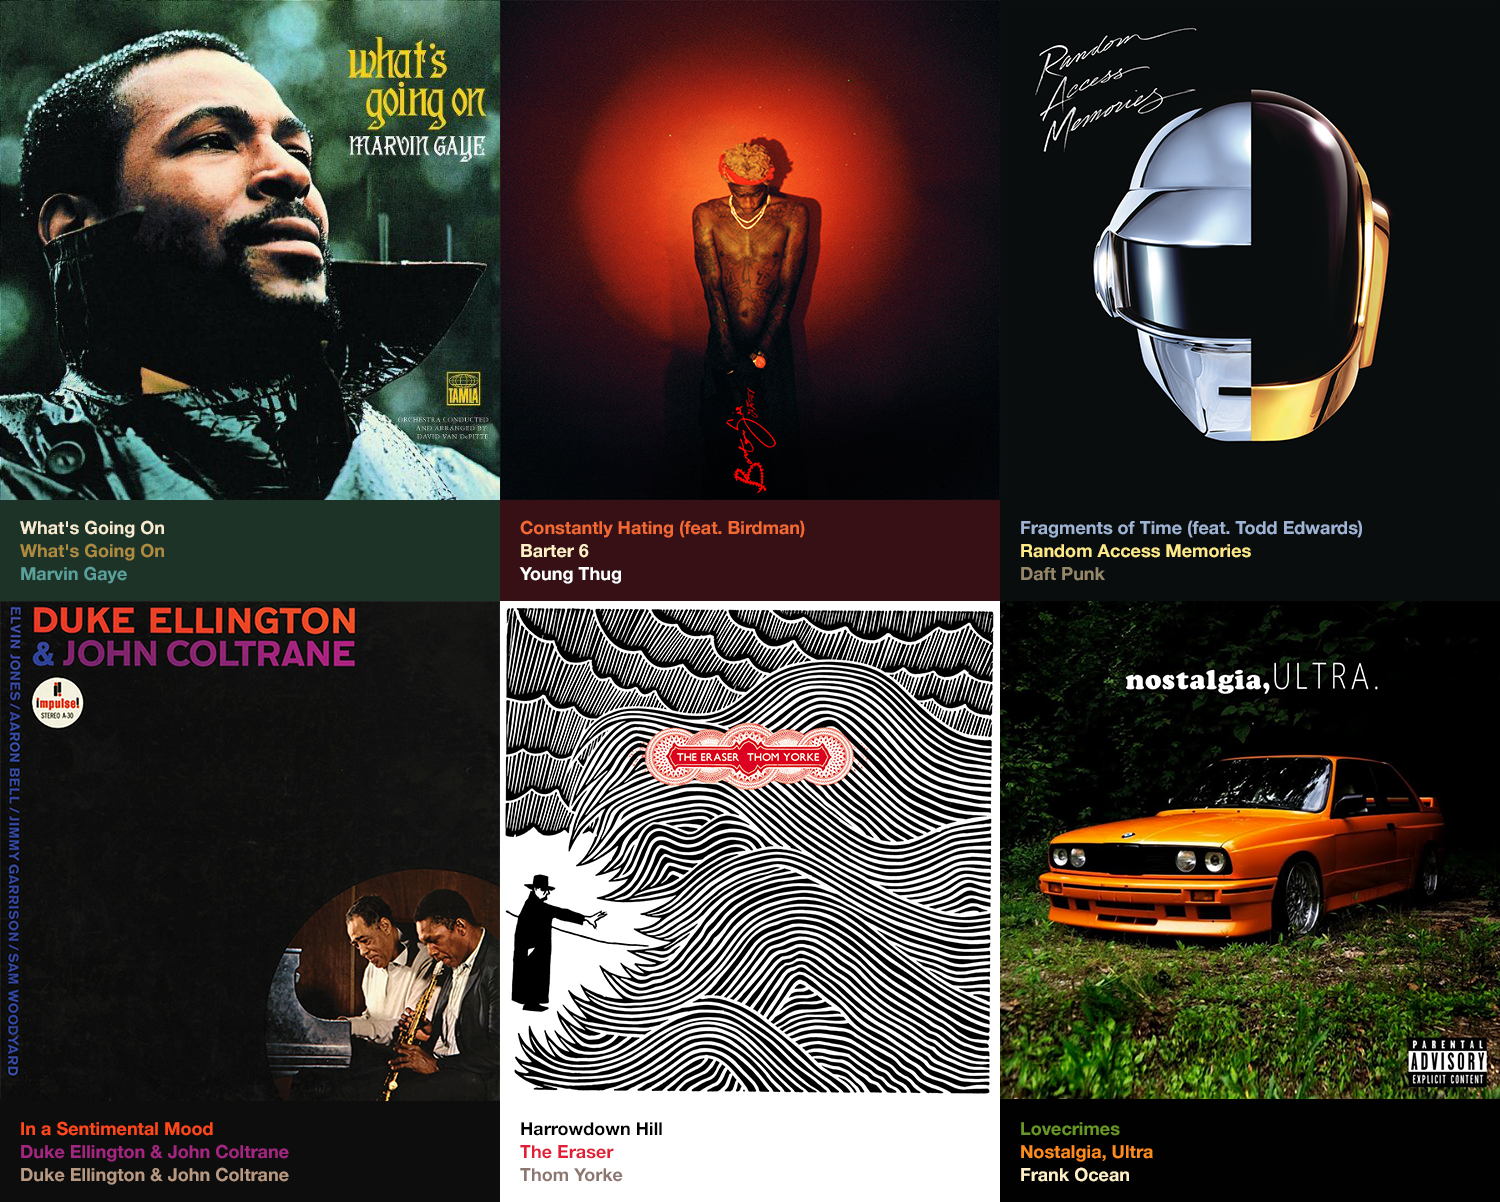 what's
going on
MARVIN GAYE
TAMLA
ORCHESTRA CONDUCTED
AND ARRANGED BY
DAVID VAN DePITTE
What's Going On
What's Going On
Marvin Gaye
Constantly Hating (feat. Birdman)
Barter 6
Young Thug
Random
Access
Memories
Fragments of Time (feat. Todd Edwards)
Random Access Memories
Daft Punk
DUKE ELLINGTON
& JOHN COLTRANE
impulse!
STEREO A-30
ELVIN JONES / AARON BELL / JIMMY GARRISON / SAM WOODYARD
In a Sentimental Mood
Duke Ellington & John Coltrane
Duke Ellington & John Coltrane
THE ERASER THOM YORKE
Harrowdown Hill
The Eraser
Thom Yorke
nostalgia, ULTRA.
PARENTAL
ADVISORY
EXPLICIT CONTENT
Lovecrimes
Nostalgia, Ultra
Frank Ocean